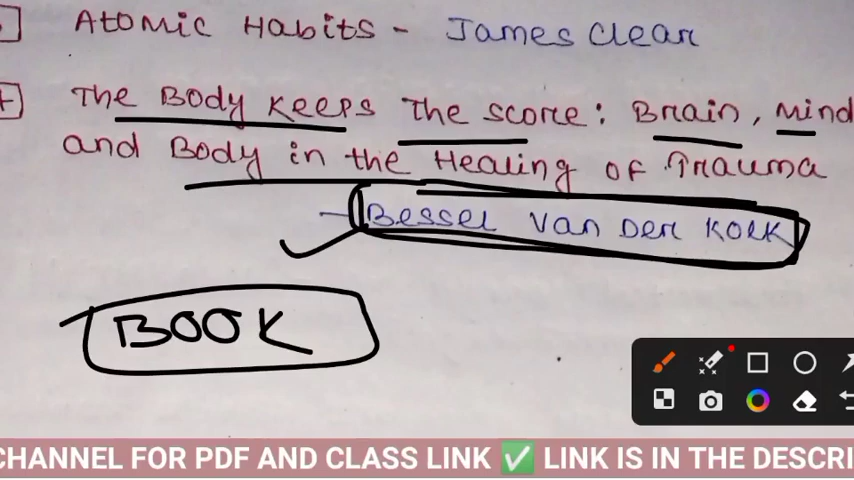 Atomic Habits - James Clear
The Body Keeps The Score: Brain, Mind
and Body in the Healing of Trauma
- Bessel Van Der Kolk
BOOK
CHANNEL FOR PDF AND CLASS LINK ✅ LINK IS IN THE DESCRI